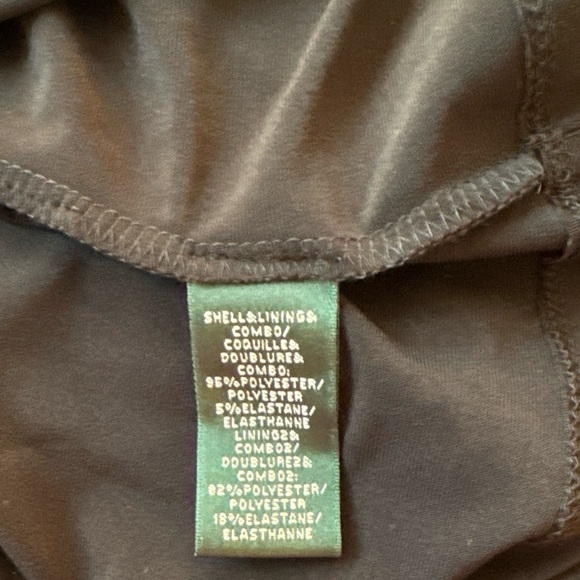 SHELL&LINING&
COMBO/
COQUILLE&
DOUBLURE&
COMBO:
95%POLYESTER/
POLYESTER
5%ELASTANE/
ELASTHANNE
LINING2&
COMBO2/
DOUBLURE2&
COMBO2:
82%POLYESTER/
POLYESTER
18%ELASTANE/
ELASTHANNE